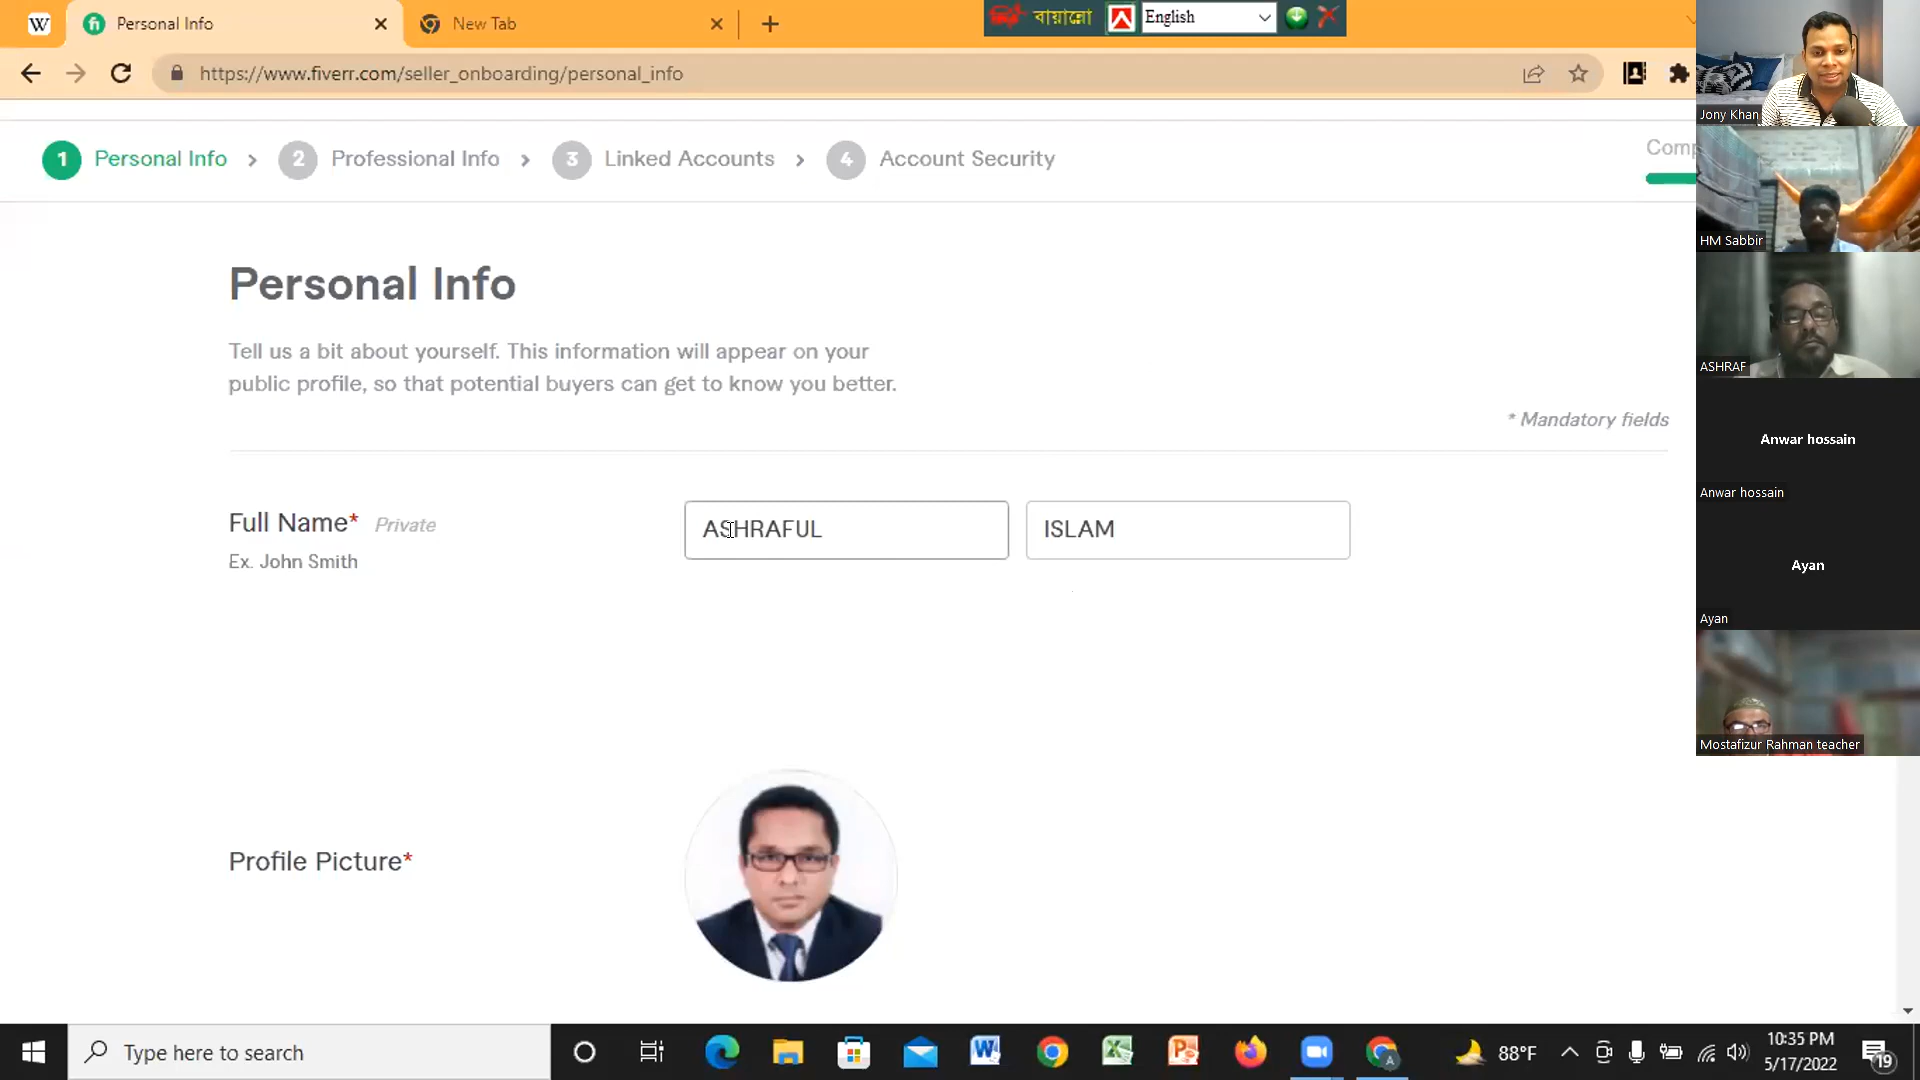 W
Personal Info
New Tab
বায়ান্নো
English
https://www.fiverr.com/seller_onboarding/personal_info
1 Personal Info > 2 Professional Info > 3 Linked Accounts > 4 Account Security
Personal Info
Tell us a bit about yourself. This information will appear on your
public profile, so that potential buyers can get to know you better.
* Mandatory fields
Full Name* Private
Ex. John Smith
ASHRAFUL
ISLAM
Profile Picture*
Jony Khan
HM Sabbir
ASHRAF
Anwar hossain
Anwar hossain
Ayan
Ayan
Mostafizur Rahman teacher
Type here to search
88°F
10:35 PM
5/17/2022
19